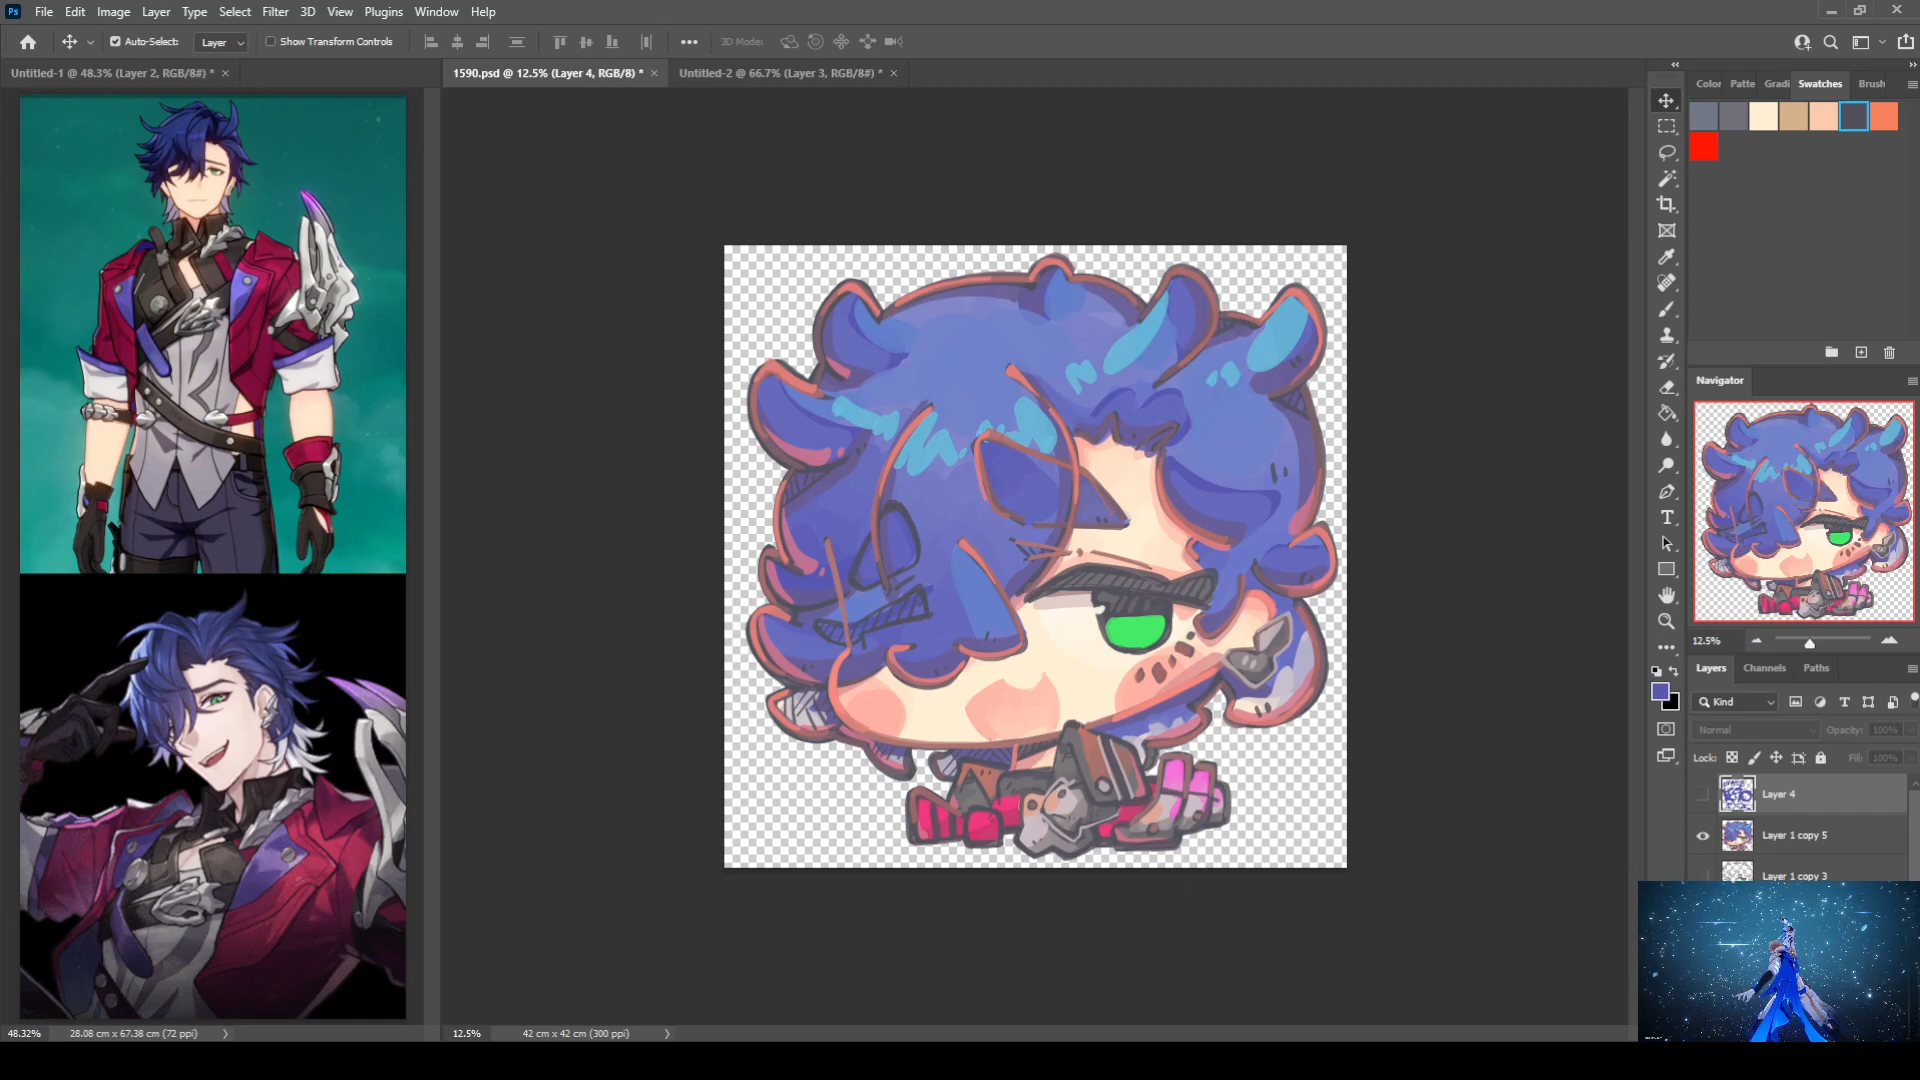 Ps File Edit Image Layer Type Select Filter 3D View Plugins Window Help
Auto-Select: Layer Show Transform Controls 3D Mode:
Untitled-1 @ 48.3% (Layer 2, RGB/8#) *
1590.psd @ 12.5% (Layer 4, RGB/8) *
Untitled-2 @ 66.7% (Layer 3, RGB/8#) *
Color Patte Gradi Swatches Brush
Navigator
12.5%
Layers Channels Paths
Kind
Normal Opacity: 100%
Lock: Fill: 100%
Layer 4
Layer 1 copy 5
Layer 1 copy 3
48.32% 28.08 cm x 67.38 cm (72 ppi)
12.5% 42 cm x 42 cm (300 ppi)